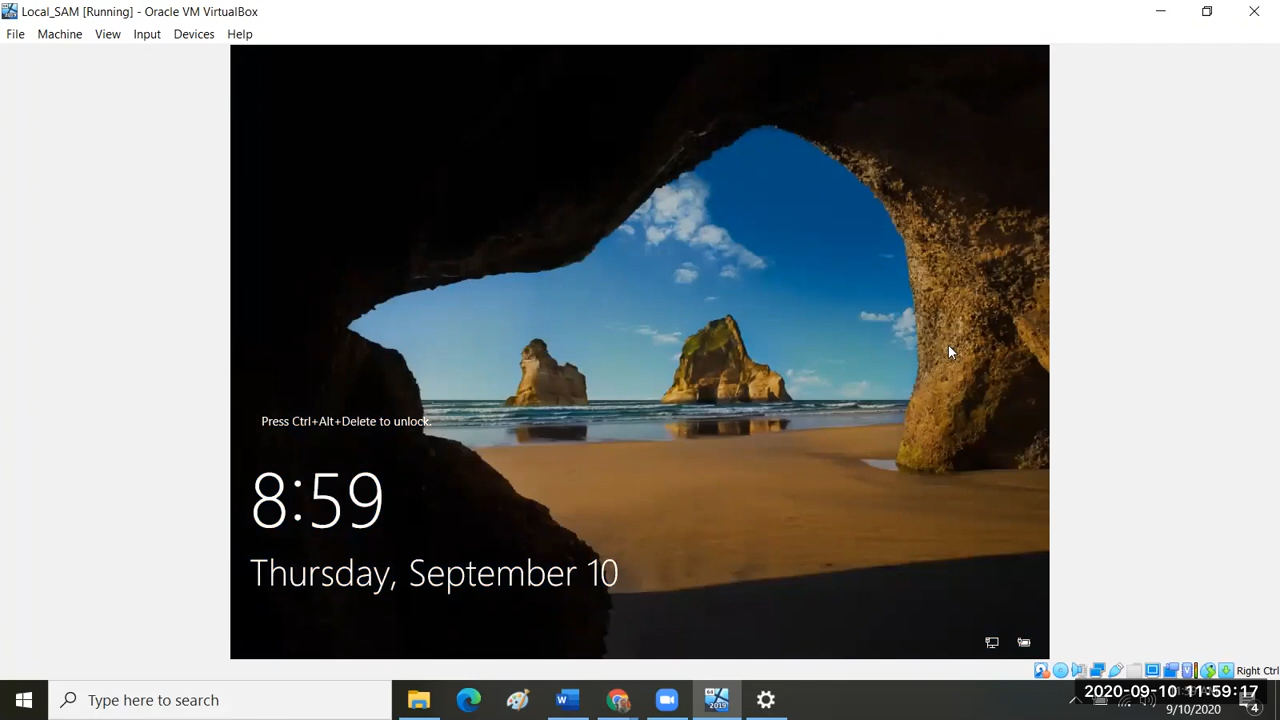 Local_SAM [Running] - Oracle VM VirtualBox
File Machine View Input Devices Help
Press Ctrl+Alt+Delete to unlock.
8:59
Thursday, September 10
Right Ctrl
Type here to search
2020-09-10 11:59:17
9/10/2020
4